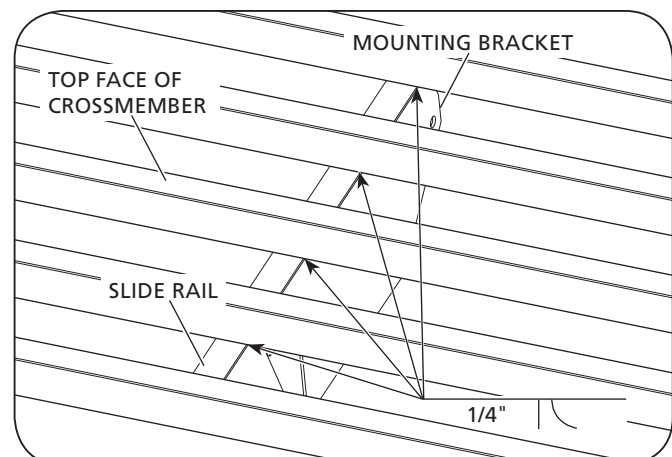 MOUNTING BRACKET
TOP FACE OF
CROSSMEMBER
SLIDE RAIL
1/4"